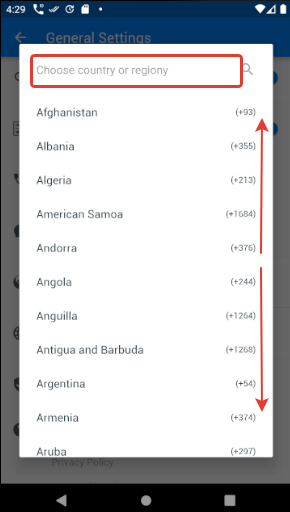 4:29
General Settings
Choose country or regiony
Afghanistan (+93)
Albania (+355)
Algeria (+213)
American Samoa (+1684)
Andorra (+376)
Angola (+244)
Anguilla (+1264)
Antigua and Barbuda (+1268)
Argentina (+54)
Armenia (+374)
Aruba (+297)
Privacy Policy